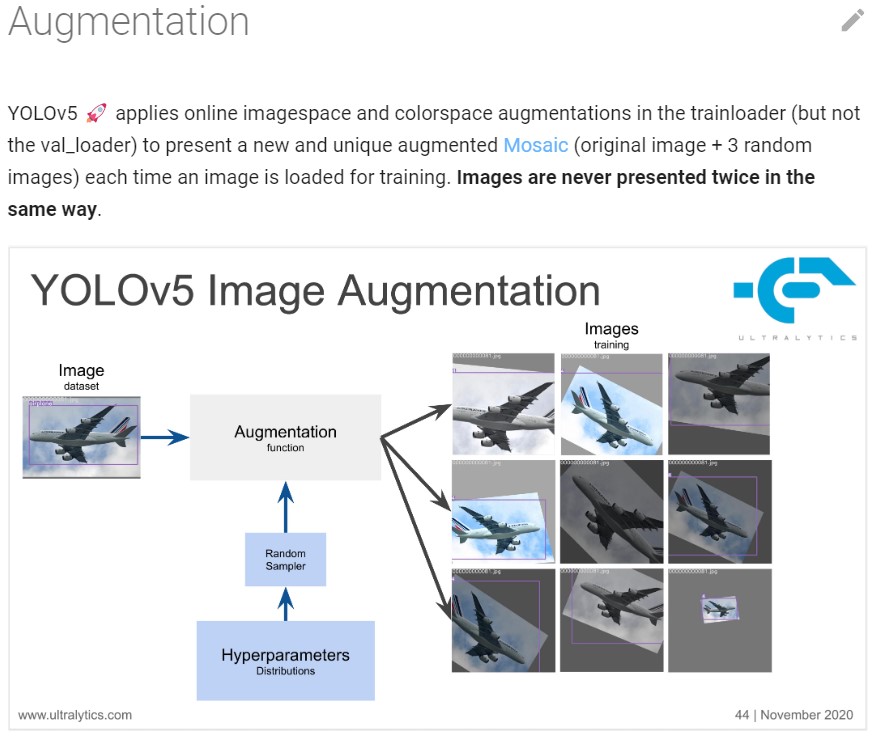 Augmentation
YOLOv5 🚀 applies online imagespace and colorspace augmentations in the trainloader (but not
the val_loader) to present a new and unique augmented Mosaic (original image + 3 random
images) each time an image is loaded for training. Images are never presented twice in the
same way.
YOLOv5 Image Augmentation
ULTRALYTICS
Images
training
Image
dataset
Augmentation
function
Random
Sampler
Hyperparameters
Distributions
www.ultralytics.com
44 | November 2020